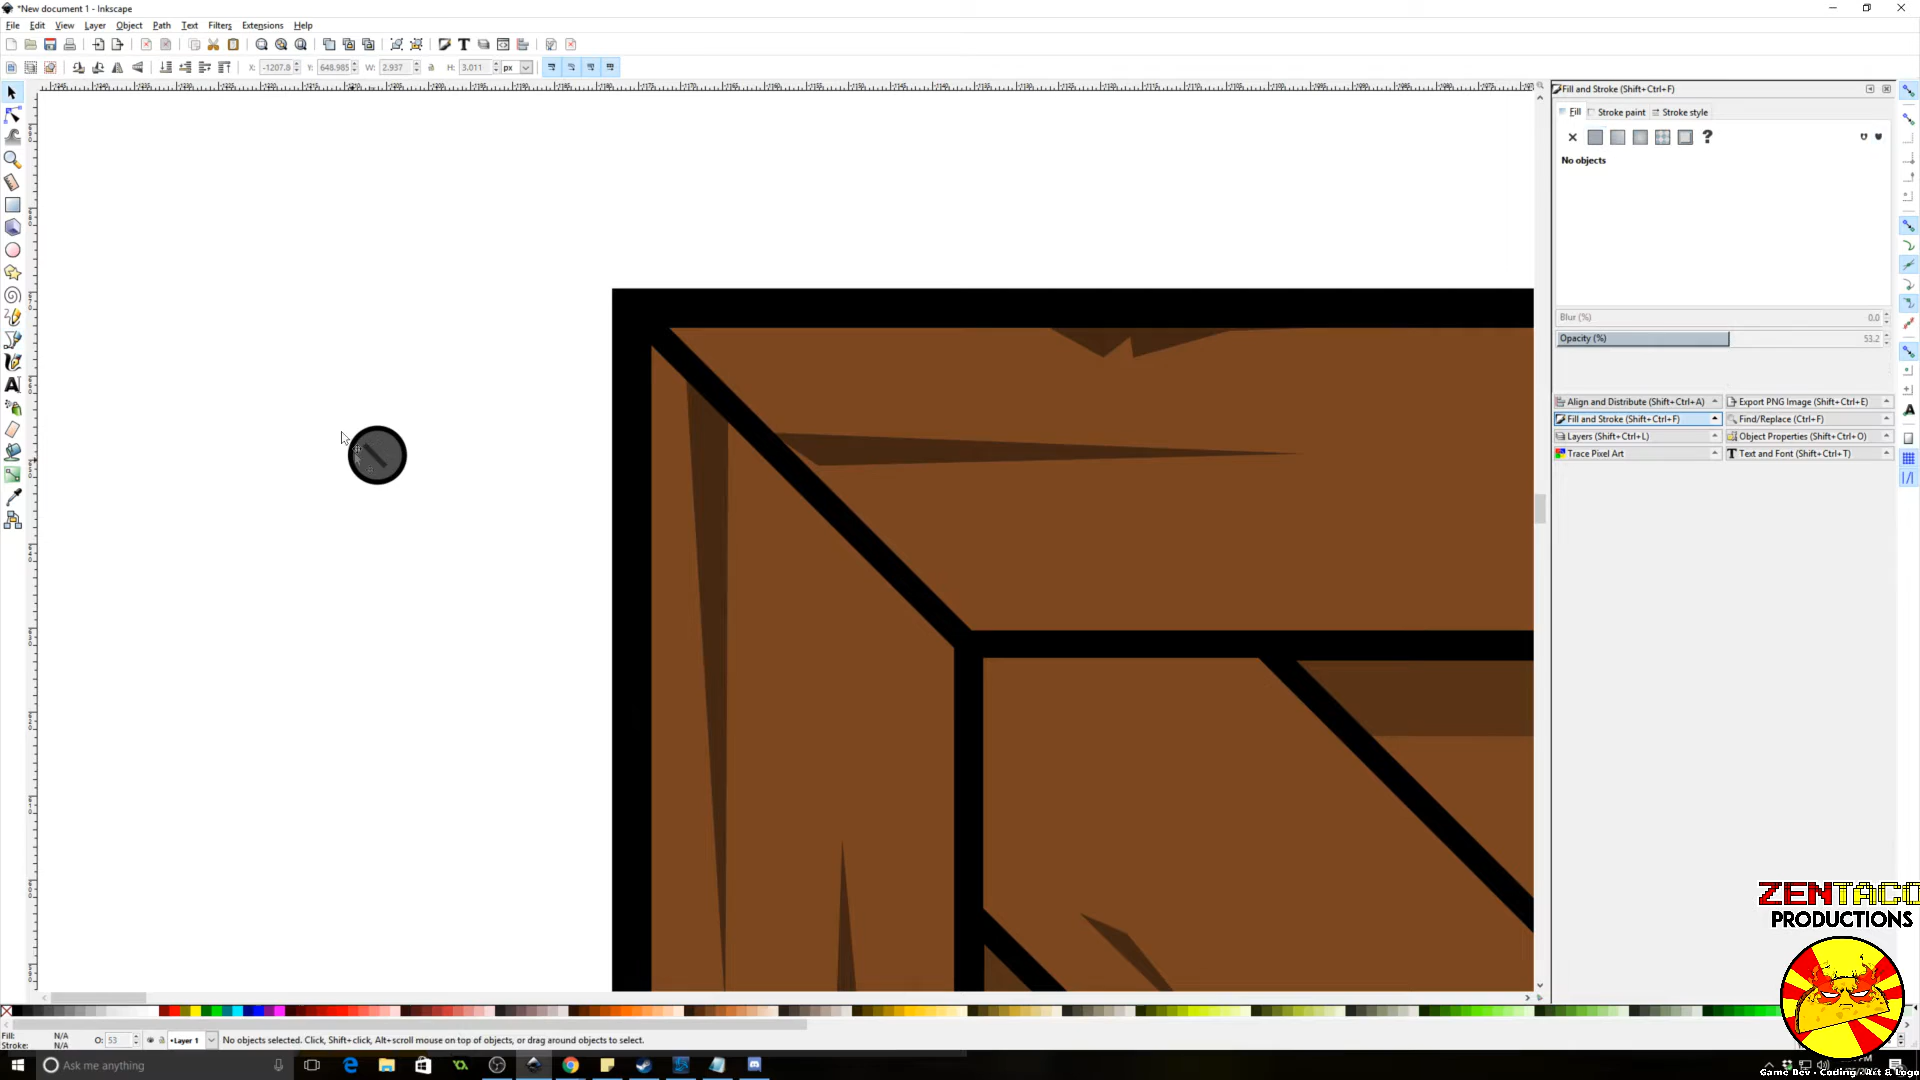 *New document 1 - Inkscape
File Edit View Layer Object Path Text Filters Extensions Help
X: -1207.8 Y: 648.985 W: 2.937 H: 3.011 px
Fill and Stroke (Shift+Ctrl+F)
Fill Stroke paint Stroke style
No objects
Blur (%) 0.0
Opacity (%) 53.2
Align and Distribute (Shift+Ctrl+A) Export PNG Image (Shift+Ctrl+E)
Fill and Stroke (Shift+Ctrl+F) Find/Replace (Ctrl+F)
Layers (Shift+Ctrl+L) Object Properties (Shift+Ctrl+O)
Trace Pixel Art Text and Font (Shift+Ctrl+T)
ZENTACO
PRODUCTIONS
Fill: N/A
Stroke: N/A
O: 53
•Layer 1
No objects selected. Click, Shift+click, Alt+scroll mouse on top of objects, or drag around objects to select.
Ask me anything
Game Dev - Coding - Art & Logo